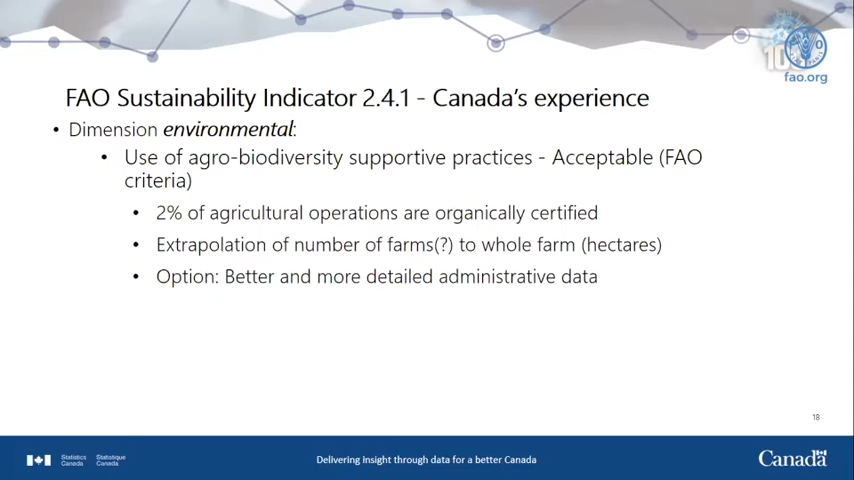 100
FAO
fao.org
FAO Sustainability Indicator 2.4.1 - Canada's experience
• Dimension environmental:
• Use of agro-biodiversity supportive practices - Acceptable (FAO
criteria)
• 2% of agricultural operations are organically certified
• Extrapolation of number of farms(?) to whole farm (hectares)
• Option: Better and more detailed administrative data
18
Statistics Statistique
Canada Canada
Delivering insight through data for a better Canada
Canada